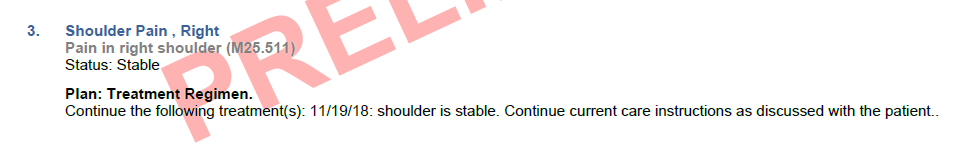 3. Shoulder Pain , Right
Pain in right shoulder (M25.511)
Status: Stable
Plan: Treatment Regimen.
Continue the following treatment(s): 11/19/18: shoulder is stable. Continue current care instructions as discussed with the patient..
PREL